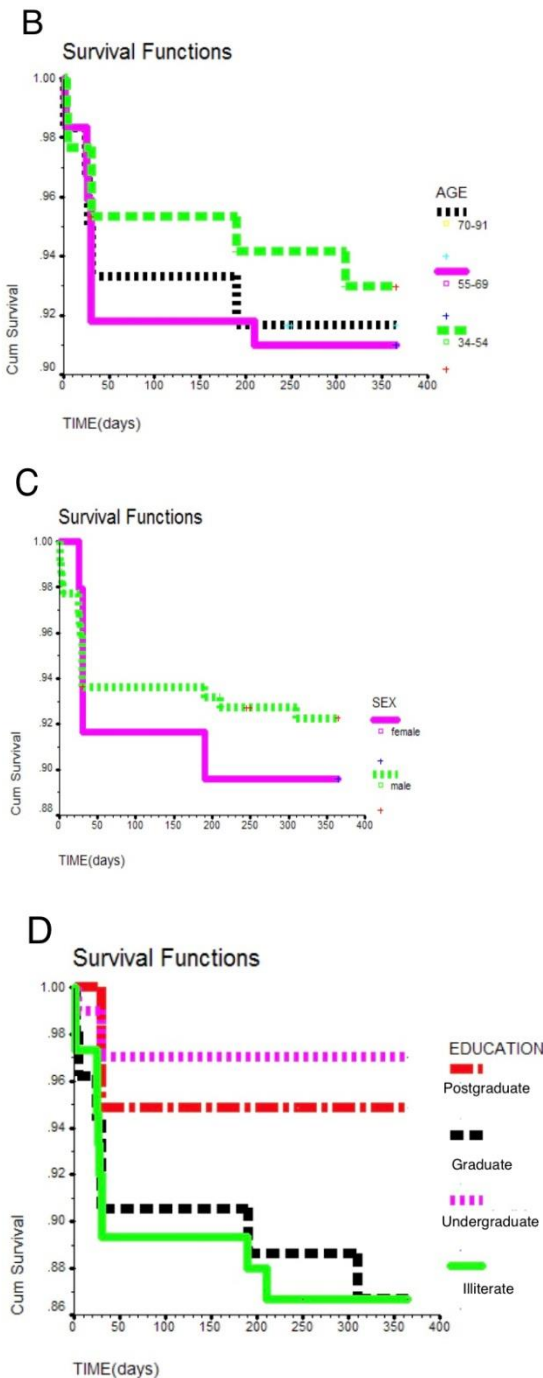 B
Survival Functions
1.00
.98
.96
.94
.93
.92
.90
Cum Survival
0 50 100 150 200 250 300 350 400
TIME(days)
AGE
70-91
55-69
34-54
C
Survival Functions
1.00
.98
.96
.94
.92
.90
.88
Cum Survival
0 50 100 150 200 250 300 350 400
TIME(days)
SEX
female
male
D
Survival Functions
1.00
.98
.96
.94
.92
.91
.90
.88
.86
Cum Survival
0 50 100 150 200 250 300 350 400
TIME(days)
EDUCATION
Postgraduate
Graduate
Undergraduate
Illiterate